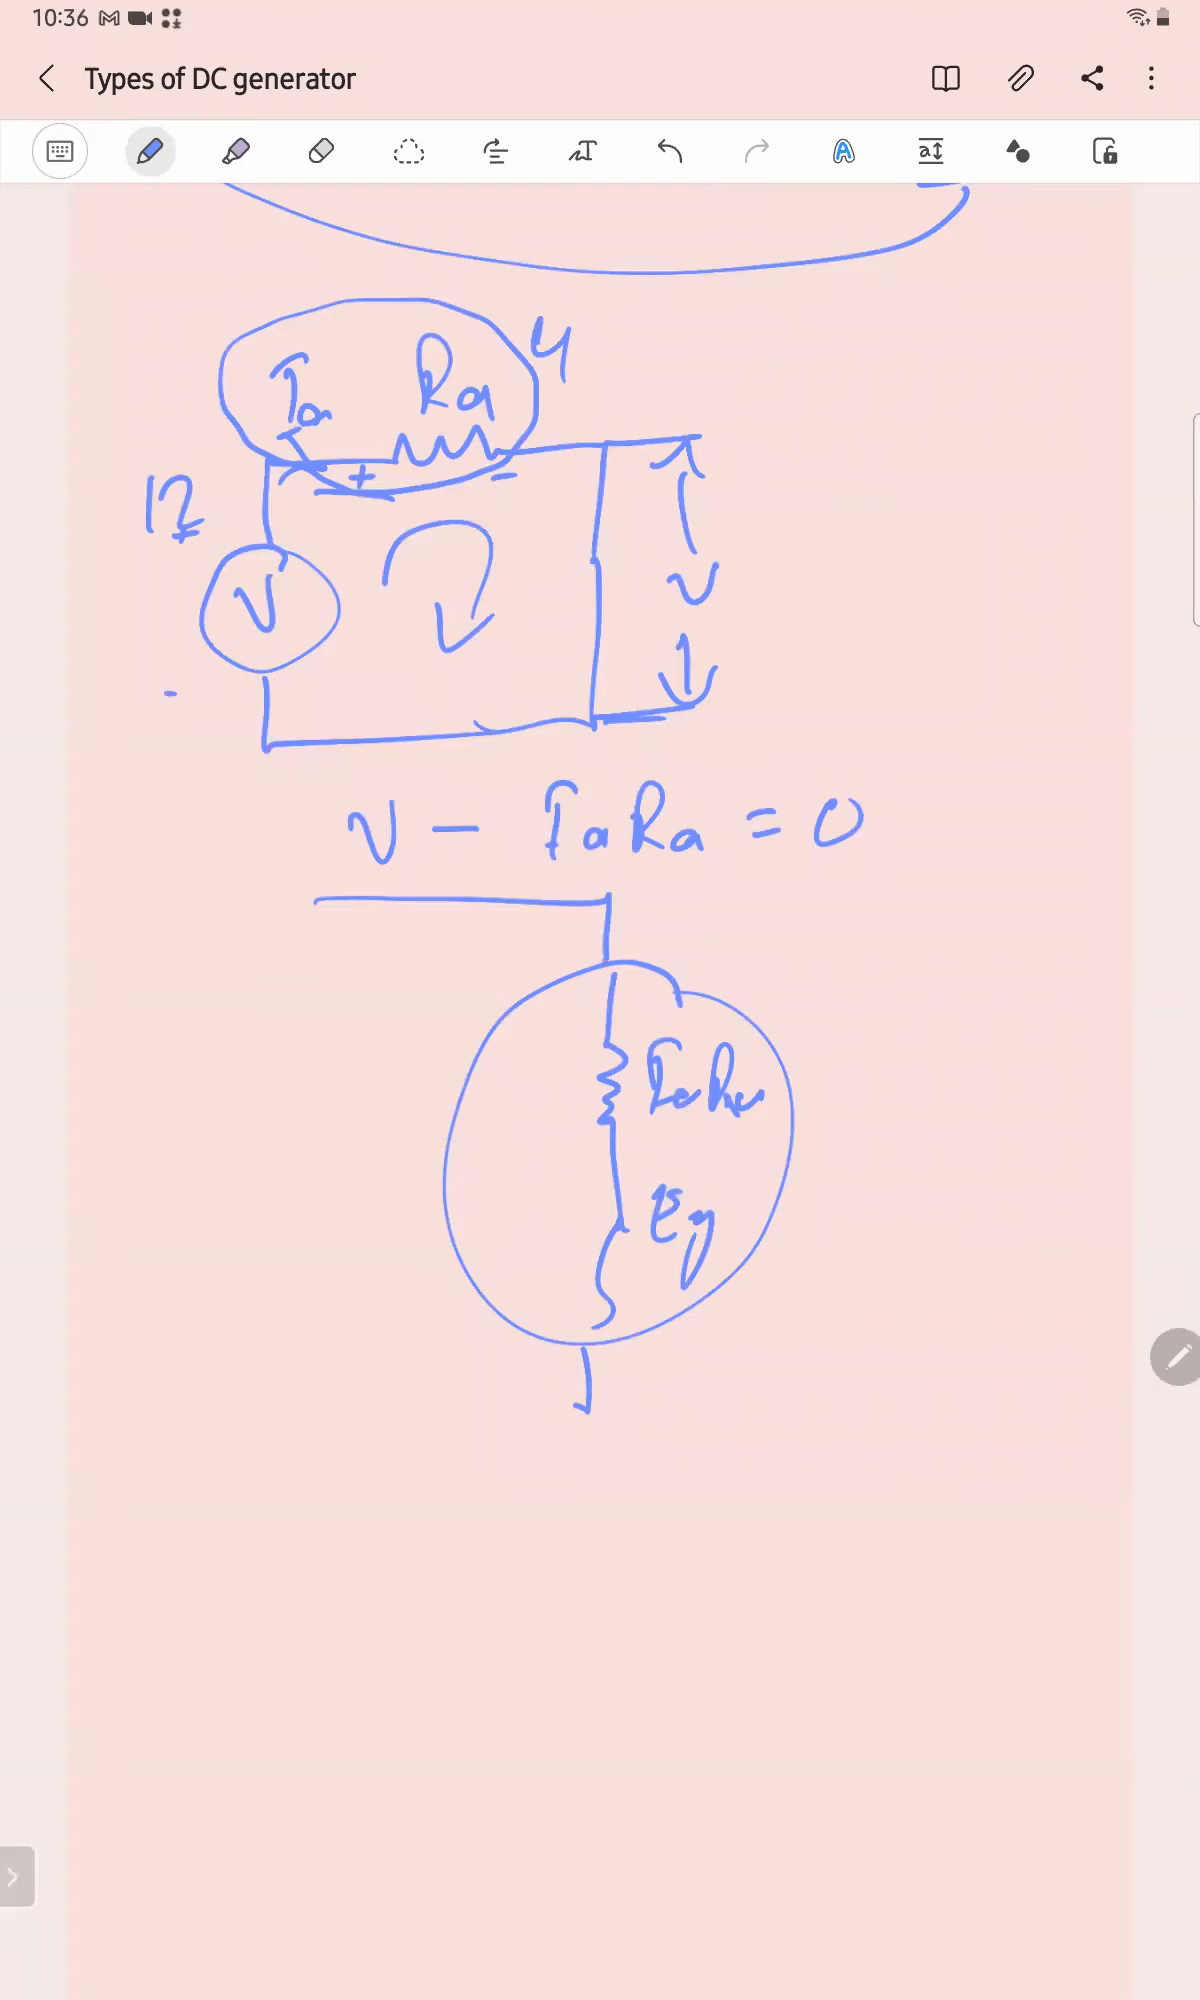 10:36
Types of DC generator
Ia Ra 4
+ -
12
V
V
-
V - IaRa = 0
IaRa
Eg